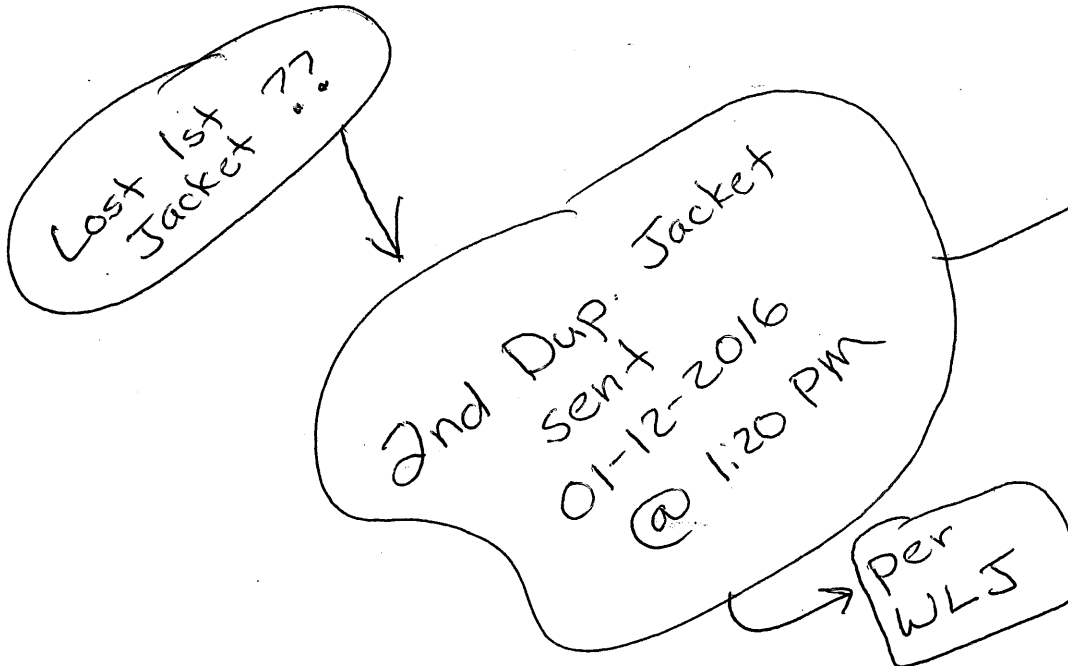 Lost 1st
Jacket ??
2nd Dup. Jacket
sent
01-12-2016
@ 1:20 PM
per
WLJ